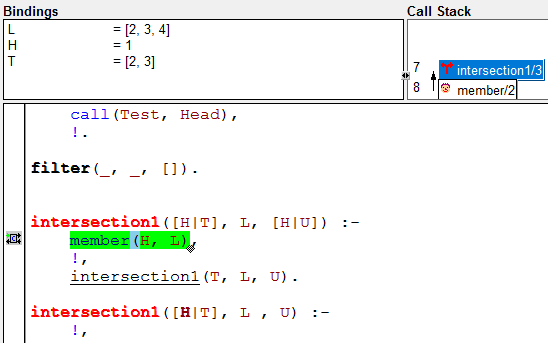 Bindings
Call Stack
L = [2, 3, 4]
H = 1
T = [2, 3]
7 intersection1/3
8 member/2
call(Test, Head),
!.
filter(_, _, []).
intersection1([H|T], L, [H|U]) :-
member(H, L),
!,
intersection1(T, L, U).
intersection1([H|T], L , U) :-
!,